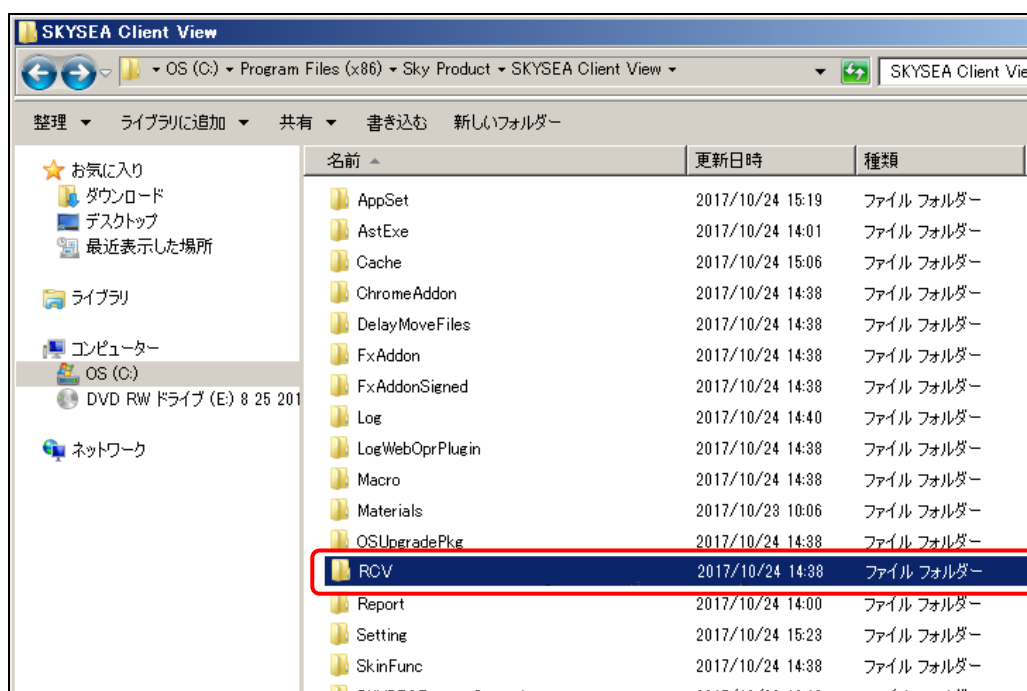 SKYSEA Client View
OS (C:) Program Files (x86) Sky Product SKYSEA Client View
SKYSEA Client Vie
整理 ライブラリに追加 共有 書き込む 新しいフォルダー
お気に入り
ダウンロード
デスクトップ
最近表示した場所
ライブラリ
コンピューター
OS (C:)
DVD RW ドライブ (E:) 8 25 201
ネットワーク
名前 更新日時 種類
AppSet 2017/10/24 15:19 ファイル フォルダー
AstExe 2017/10/24 14:01 ファイル フォルダー
Cache 2017/10/24 15:06 ファイル フォルダー
ChromeAddon 2017/10/24 14:38 ファイル フォルダー
DelayMoveFiles 2017/10/24 14:38 ファイル フォルダー
FxAddon 2017/10/24 14:38 ファイル フォルダー
FxAddonSigned 2017/10/24 14:38 ファイル フォルダー
Log 2017/10/24 14:40 ファイル フォルダー
LogWebOprPlugin 2017/10/24 14:38 ファイル フォルダー
Macro 2017/10/24 14:38 ファイル フォルダー
Materials 2017/10/23 10:06 ファイル フォルダー
OSUpgradePkg 2017/10/24 14:38 ファイル フォルダー
RCV 2017/10/24 14:38 ファイル フォルダー
Report 2017/10/24 14:00 ファイル フォルダー
Setting 2017/10/24 15:23 ファイル フォルダー
SkinFunc 2017/10/24 14:38 ファイル フォルダー